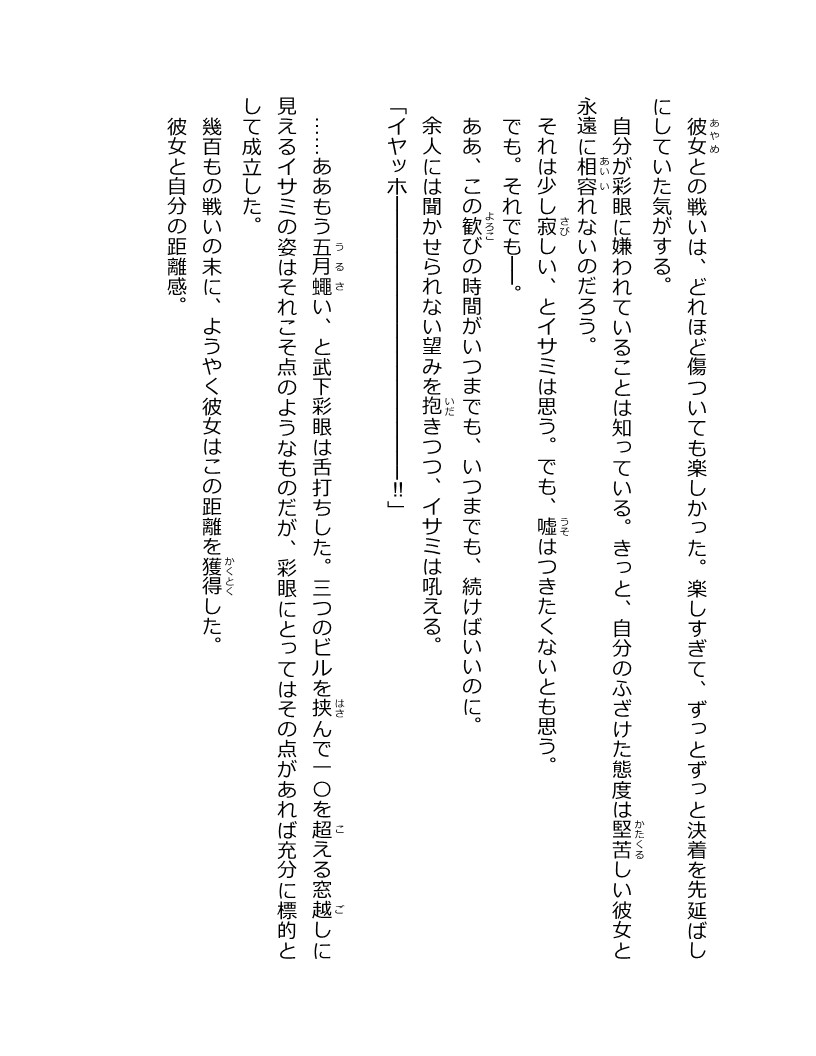 彼女との戦いは、どれほど傷ついても楽しかった。楽しすぎて、ずっとずっと決着を先延ばし
にしていた気がする。
自分が彩眼に嫌われていることは知っている。きっと、自分のふざけた態度は堅苦しい彼女と
永遠に相容れないのだろう。
それは少し寂しい、とイサミは思う。でも、嘘はつきたくないとも思う。
でも。それでも――。
ああ、この歓びの時間がいつまでも、いつまでも、続けばいいのに。
余人には聞かせられない望みを抱きつつ、イサミは吼える。
「イヤッホ――――――――――――――!!」
……ああもう五月蠅い、と武下彩眼は舌打ちした。三つのビルを挟んで一〇を超える窓越しに
見えるイサミの姿はそれこそ点のようなものだが、彩眼にとってはその点があれば充分に標的と
して成立した。
幾百もの戦いの末に、ようやく彼女はこの距離を獲得した。
彼女と自分の距離感。